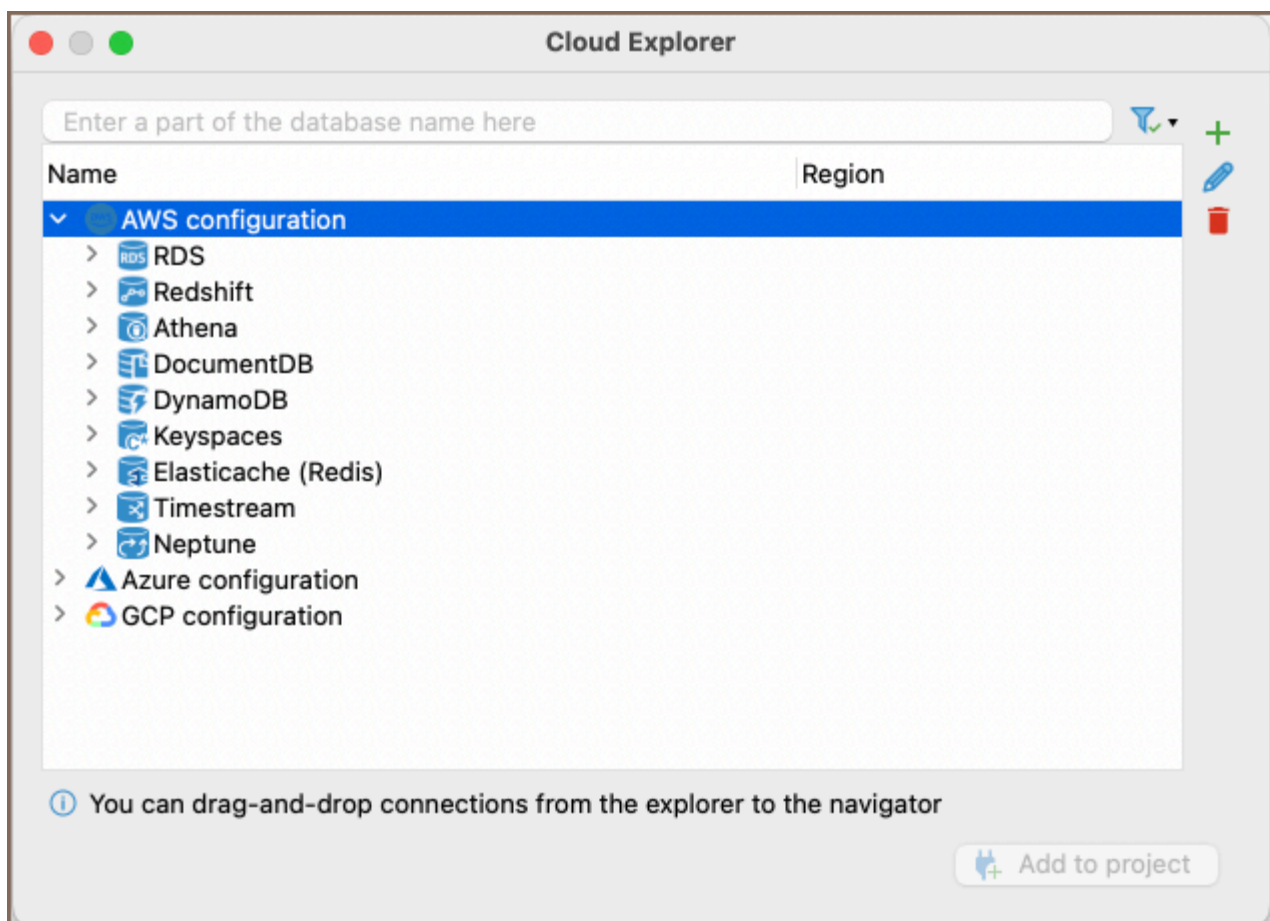 Cloud Explorer
Enter a part of the database name here
Name Region
AWS configuration
RDS RDS
Redshift
Athena
DocumentDB
DynamoDB
Keyspaces
Elasticache (Redis)
Timestream
Neptune
Azure configuration
GCP configuration
You can drag-and-drop connections from the explorer to the navigator
Add to project